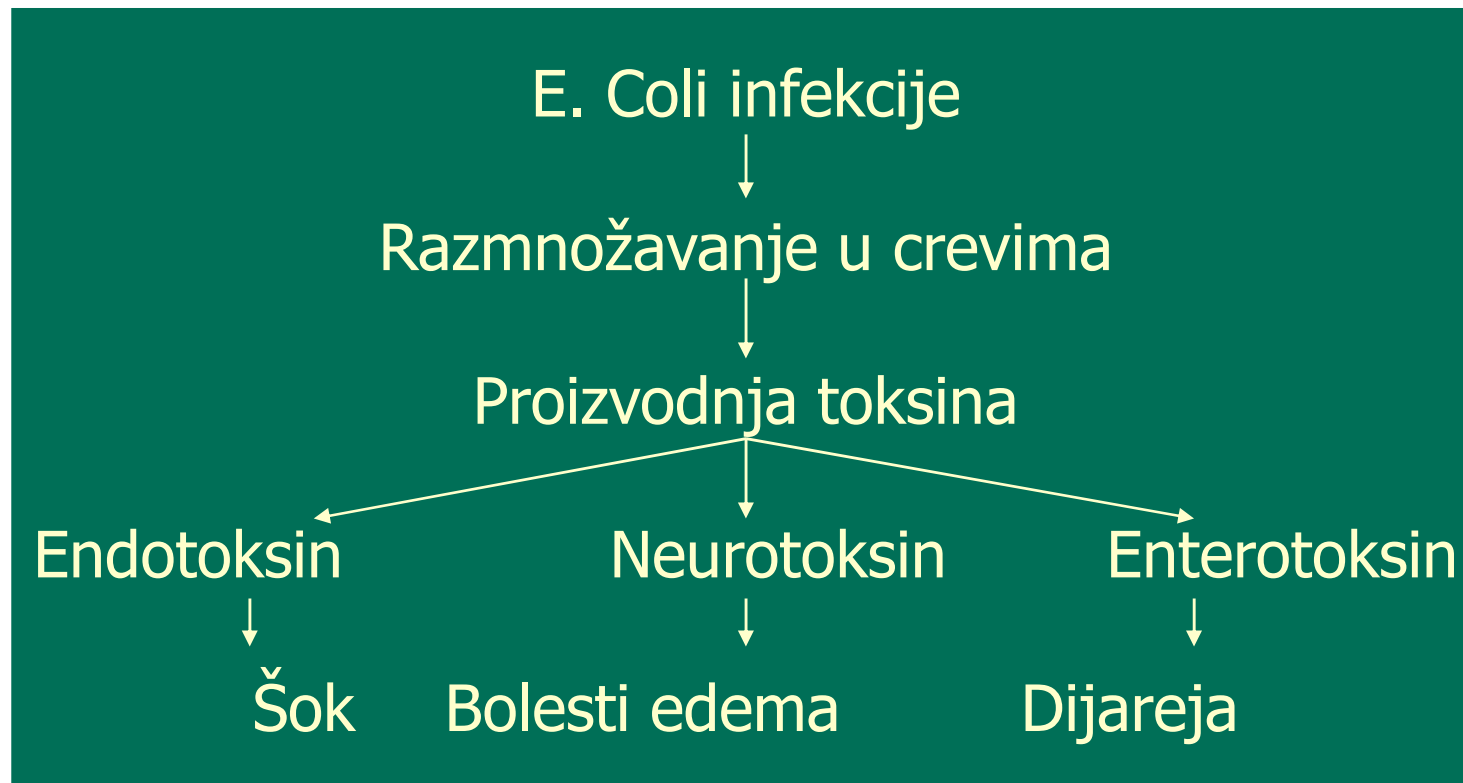 E. Coli infekcije
Razmnožavanje u crevima
Proizvodnja toksina
Endotoksin Neurotoksin Enterotoksin
Šok Bolesti edema Dijareja